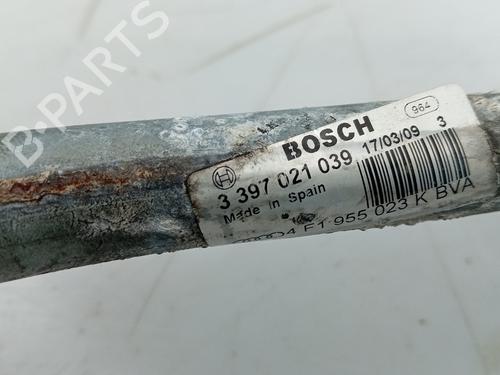 B-PARTS
964
BOSCH
3 397 021 039 17/03/09 3
Made in Spain
4F1 955 023 K BVA